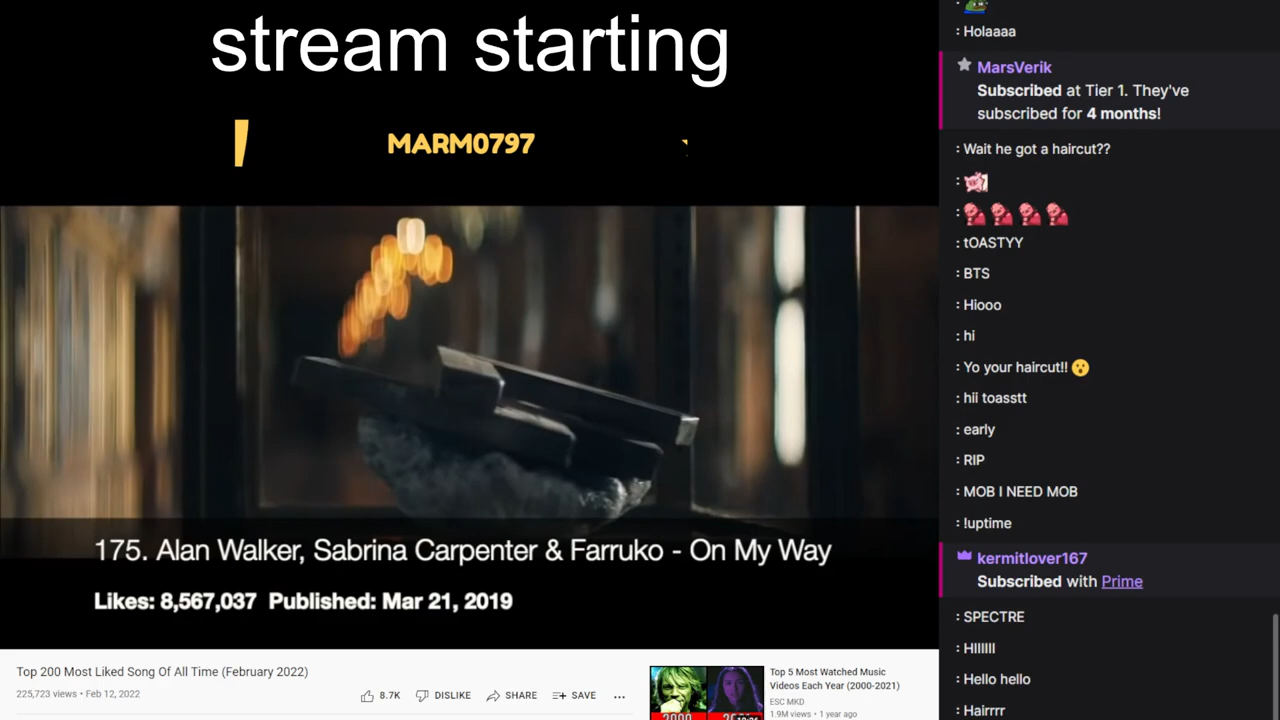 stream starting
MARM0797
175. Alan Walker, Sabrina Carpenter & Farruko - On My Way
Likes: 8,567,037 Published: Mar 21, 2019
Top 200 Most Liked Song Of All Time (February 2022)
225,723 views • Feb 12, 2022
8.7K
DISLIKE
SHARE
SAVE
Top 5 Most Watched Music
Videos Each Year (2000-2021)
ESC MKD
1.9M views • 1 year ago
: Holaaaa
MarsVerik
Subscribed at Tier 1. They've
subscribed for 4 months!
: Wait he got a haircut??
:
:
: tOASTYY
: BTS
: Hiooo
: hi
: Yo your haircut!! 😮
: hii toasstt
: early
: RIP
: MOB I NEED MOB
: !uptime
kermitlover167
Subscribed with Prime
: SPECTRE
: HIIIIII
: Hello hello
: Hairrrr